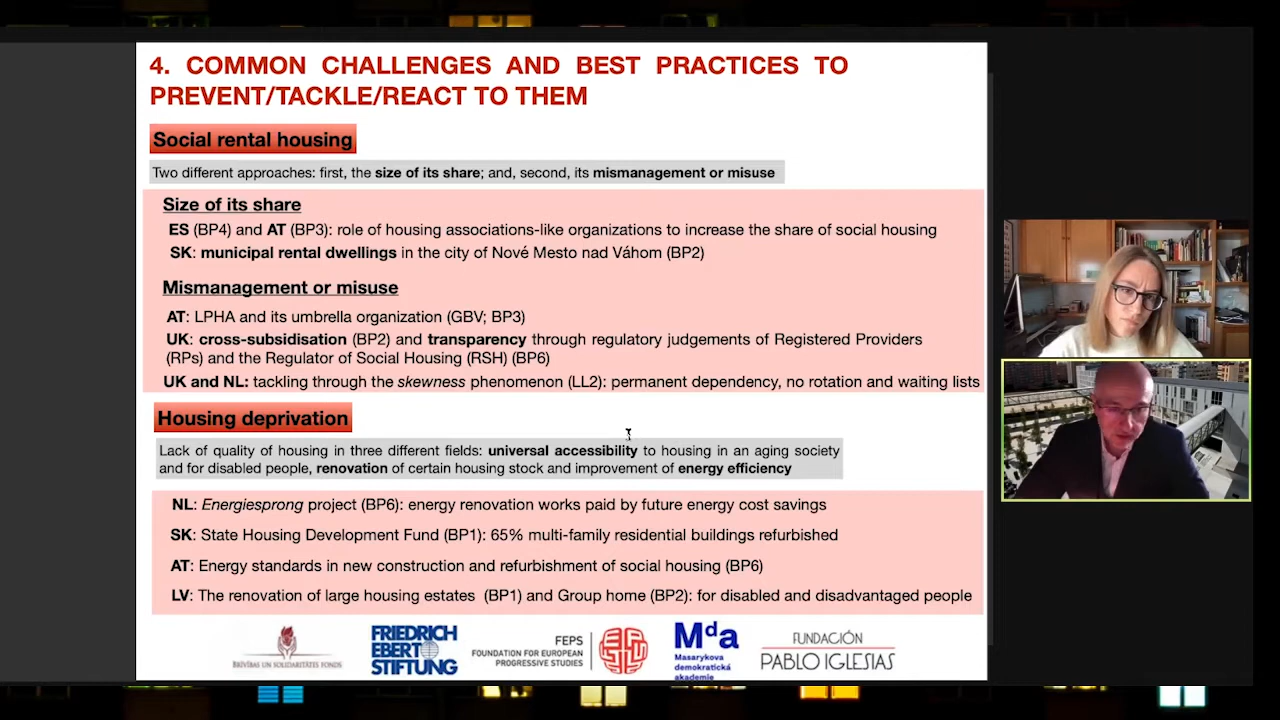 4. COMMON CHALLENGES AND BEST PRACTICES TO
PREVENT/TACKLE/REACT TO THEM
Social rental housing
Two different approaches: first, the size of its share; and, second, its mismanagement or misuse
Size of its share
ES (BP4) and AT (BP3): role of housing associations-like organizations to increase the share of social housing
SK: municipal rental dwellings in the city of Nové Mesto nad Váhom (BP2)
Mismanagement or misuse
AT: LPHA and its umbrella organization (GBV; BP3)
UK: cross-subsidisation (BP2) and transparency through regulatory judgements of Registered Providers
(RPs) and the Regulator of Social Housing (RSH) (BP6)
UK and NL: tackling through the skewness phenomenon (LL2): permanent dependency, no rotation and waiting lists
Housing deprivation
Lack of quality of housing in three different fields: universal accessibility to housing in an aging society
and for disabled people, renovation of certain housing stock and improvement of energy efficiency
NL: Energiesprong project (BP6): energy renovation works paid by future energy cost savings
SK: State Housing Development Fund (BP1): 65% multi-family residential buildings refurbished
AT: Energy standards in new construction and refurbishment of social housing (BP6)
LV: The renovation of large housing estates (BP1) and Group home (BP2): for disabled and disadvantaged people
BRĪVĪBAS UN SOLIDARITĀTES FONDS
FRIEDRICH
EBERT
STIFTUNG
FEPS
FOUNDATION FOR EUROPEAN
PROGRESSIVE STUDIES
Mda
Masarykova
demokratická
akademie
FUNDACIÓN
PABLO IGLESIAS